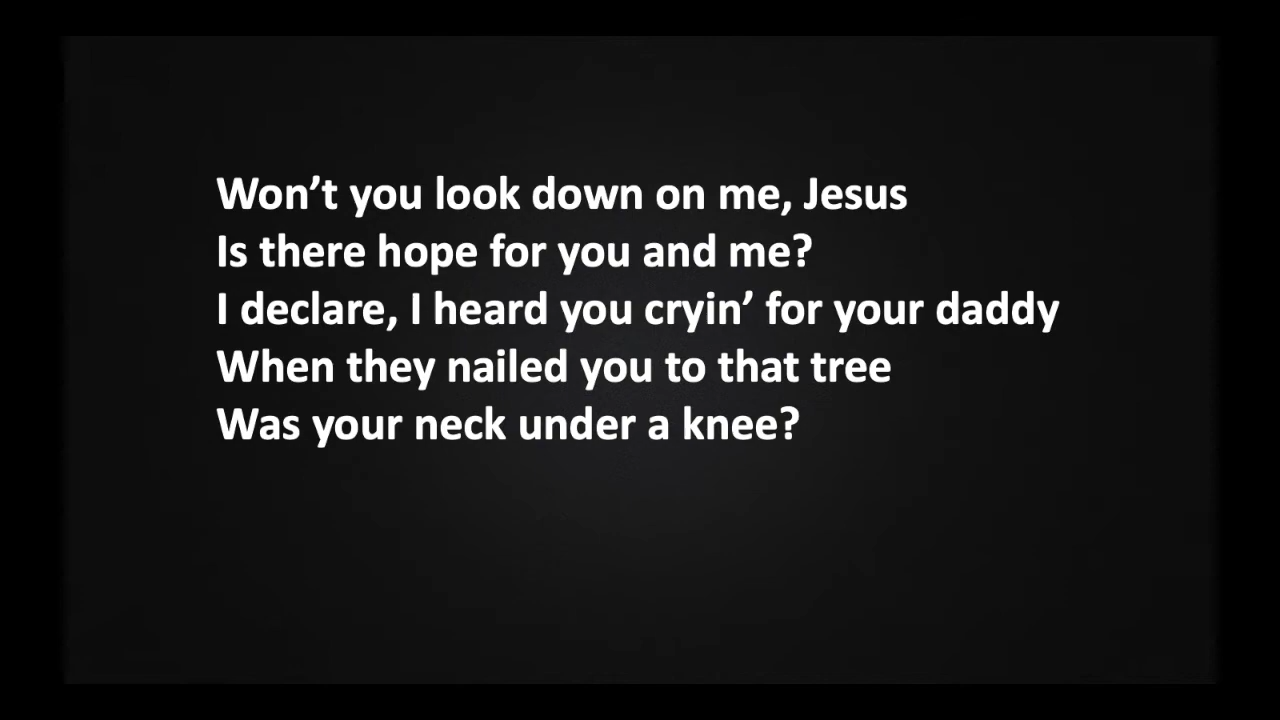 Won’t you look down on me, Jesus
Is there hope for you and me?
I declare, I heard you cryin’ for your daddy
When they nailed you to that tree
Was your neck under a knee?